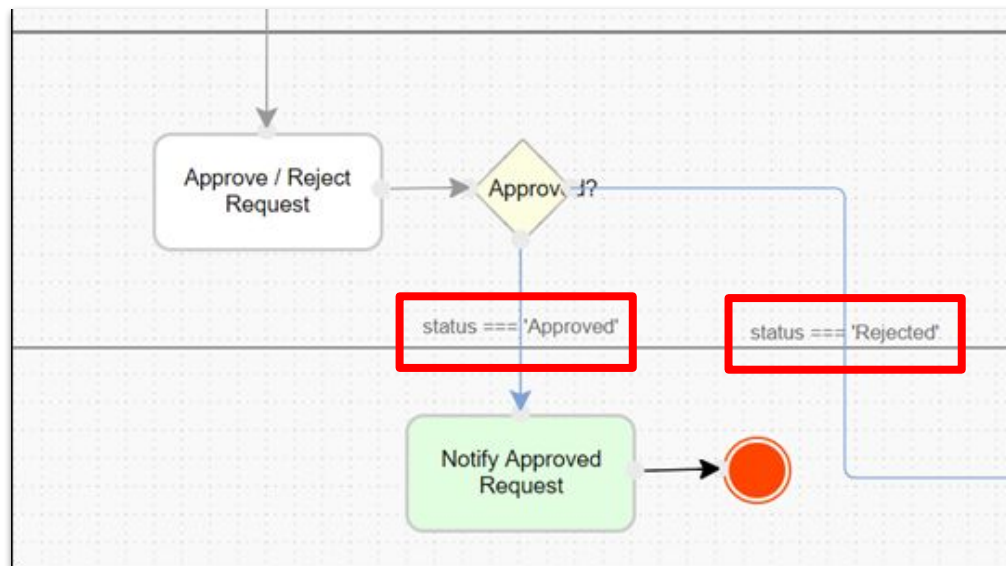 Approve / Reject
Request
Approved?
status === 'Approved'
status === 'Rejected'
Notify Approved
Request